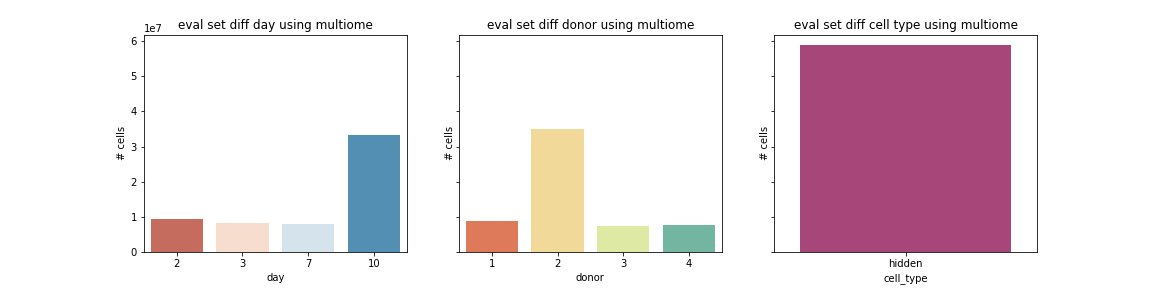 eval set diff day using multiome
1e7
6
5
4
3
2
1
0
# cells
2 3 7 10
day
eval set diff donor using multiome
# cells
1 2 3 4
donor
eval set diff cell type using multiome
# cells
hidden
cell_type